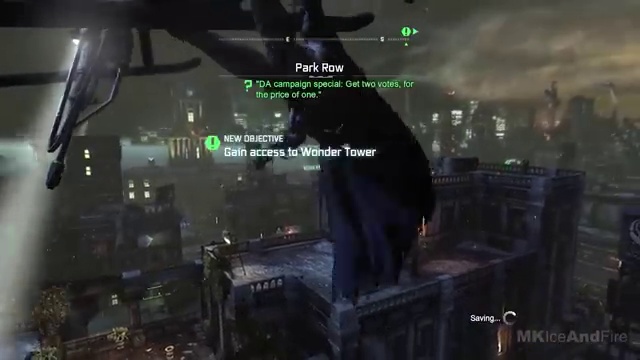 E
S
Park Row
"DA campaign special: Get two votes, for
the price of one."
NEW OBJECTIVE
Gain access to Wonder Tower
Saving...
MKIceAndFire